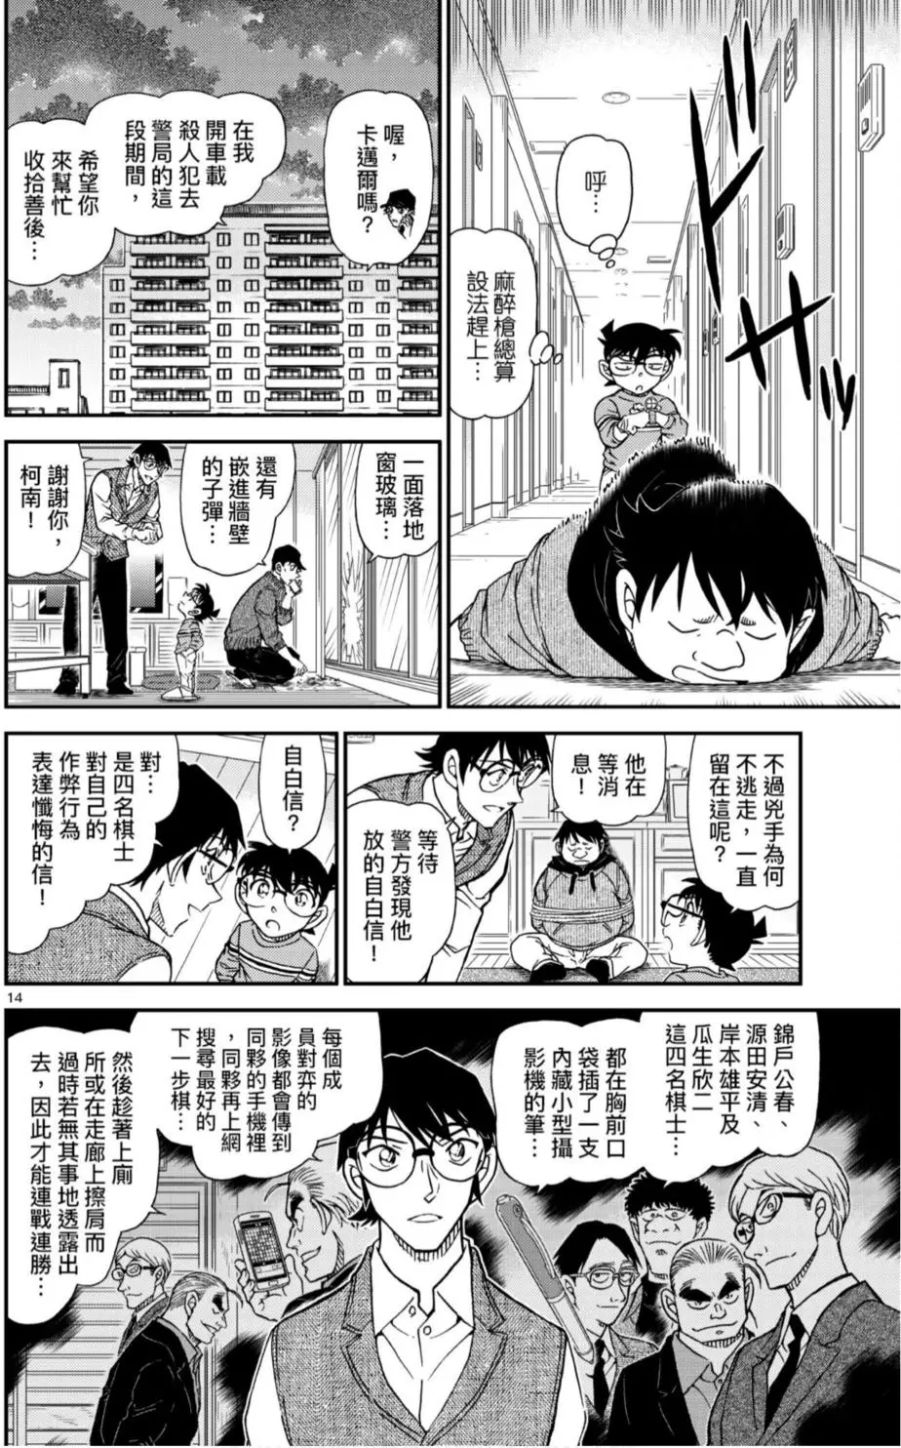 ドサッ
呼…
麻醉槍總算
設法趕上…
喔，
卡邁爾嗎？
在我
開車載
殺人犯去
警局的這
段期間，
希望你
來幫忙
收拾善後…
一面落地
窗玻璃…
還有
嵌進牆壁
的子彈…
謝謝你，
柯南！
不過兇手為何
不逃走，一直
留在這呢？
他在
等消
息！
等待
警方發現他
放的自白信！
自白信？
對…
是四名棋士
對自己的
作弊行為
表達懺悔的信！
14
錦戶公春、
源田安清、
岸本雄平及
瓜生欣二
這四名棋士…
都在胸前口
袋插了一支
內藏小型攝
影機的筆…
每個成
員對弈的
影像都會傳到
同夥的手機裡
，同夥再上網
搜尋最好的
下一步棋…
然後趁著上廁
所或在走廊上擦肩而
過時若無其事地透露出
去，因此才能連戰連勝…